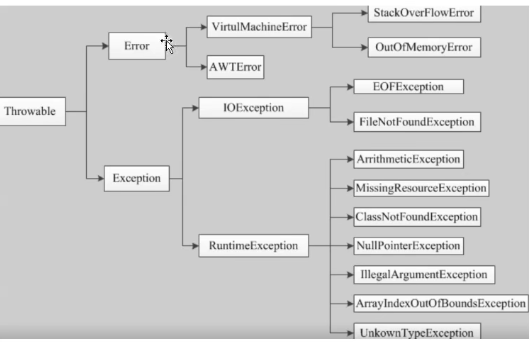 StackOverFlowError
VirtulMachineError
Error
OutOfMemoryError
AWTError
EOFException
IOException
Throwable
FileNotFoundException
ArrithmeticException
Exception
MissingResourceException
ClassNotFoundException
RuntimeException
NullPointerException
IllegalArgumentException
ArrayIndexOutOfBoundsException
UnkownTypeException